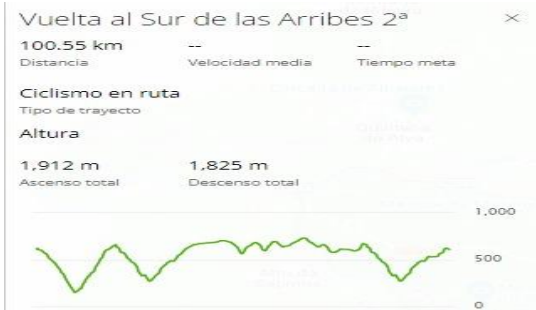 Vuelta al Sur de las Arribes 2ª ×
100.55 km -- --
Distancia Velocidad media Tiempo meta
Ciclismo en ruta
Tipo de trayecto
Altura
1,912 m 1,825 m
Ascenso total Descenso total
1,000
500
0